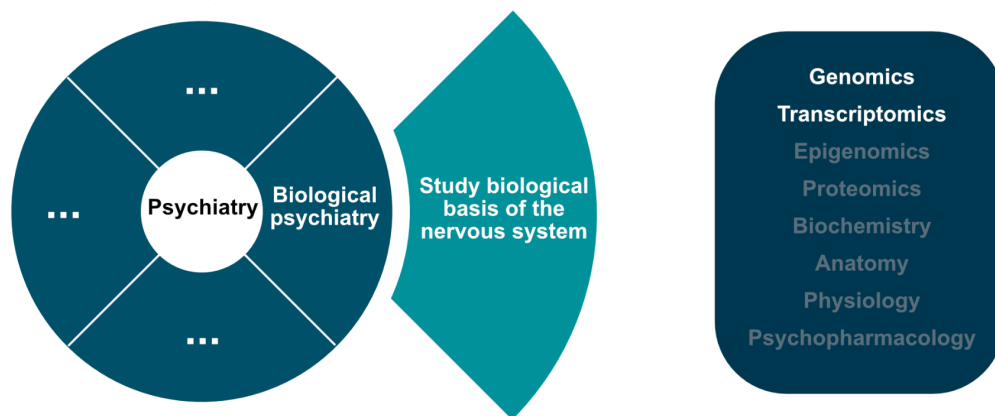 ...
...
Psychiatry
Biological
psychiatry
...
Study biological
basis of the
nervous system
Genomics
Transcriptomics
Epigenomics
Proteomics
Biochemistry
Anatomy
Physiology
Psychopharmacology